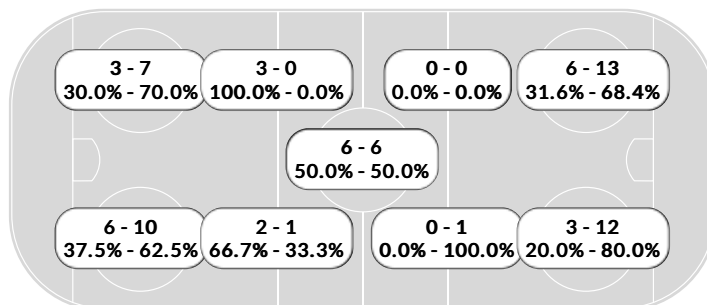 3 - 7
30.0% - 70.0%
3 - 0
100.0% - 0.0%
0 - 0
0.0% - 0.0%
6 - 13
31.6% - 68.4%
6 - 6
50.0% - 50.0%
6 - 10
37.5% - 62.5%
2 - 1
66.7% - 33.3%
0 - 1
0.0% - 100.0%
3 - 12
20.0% - 80.0%